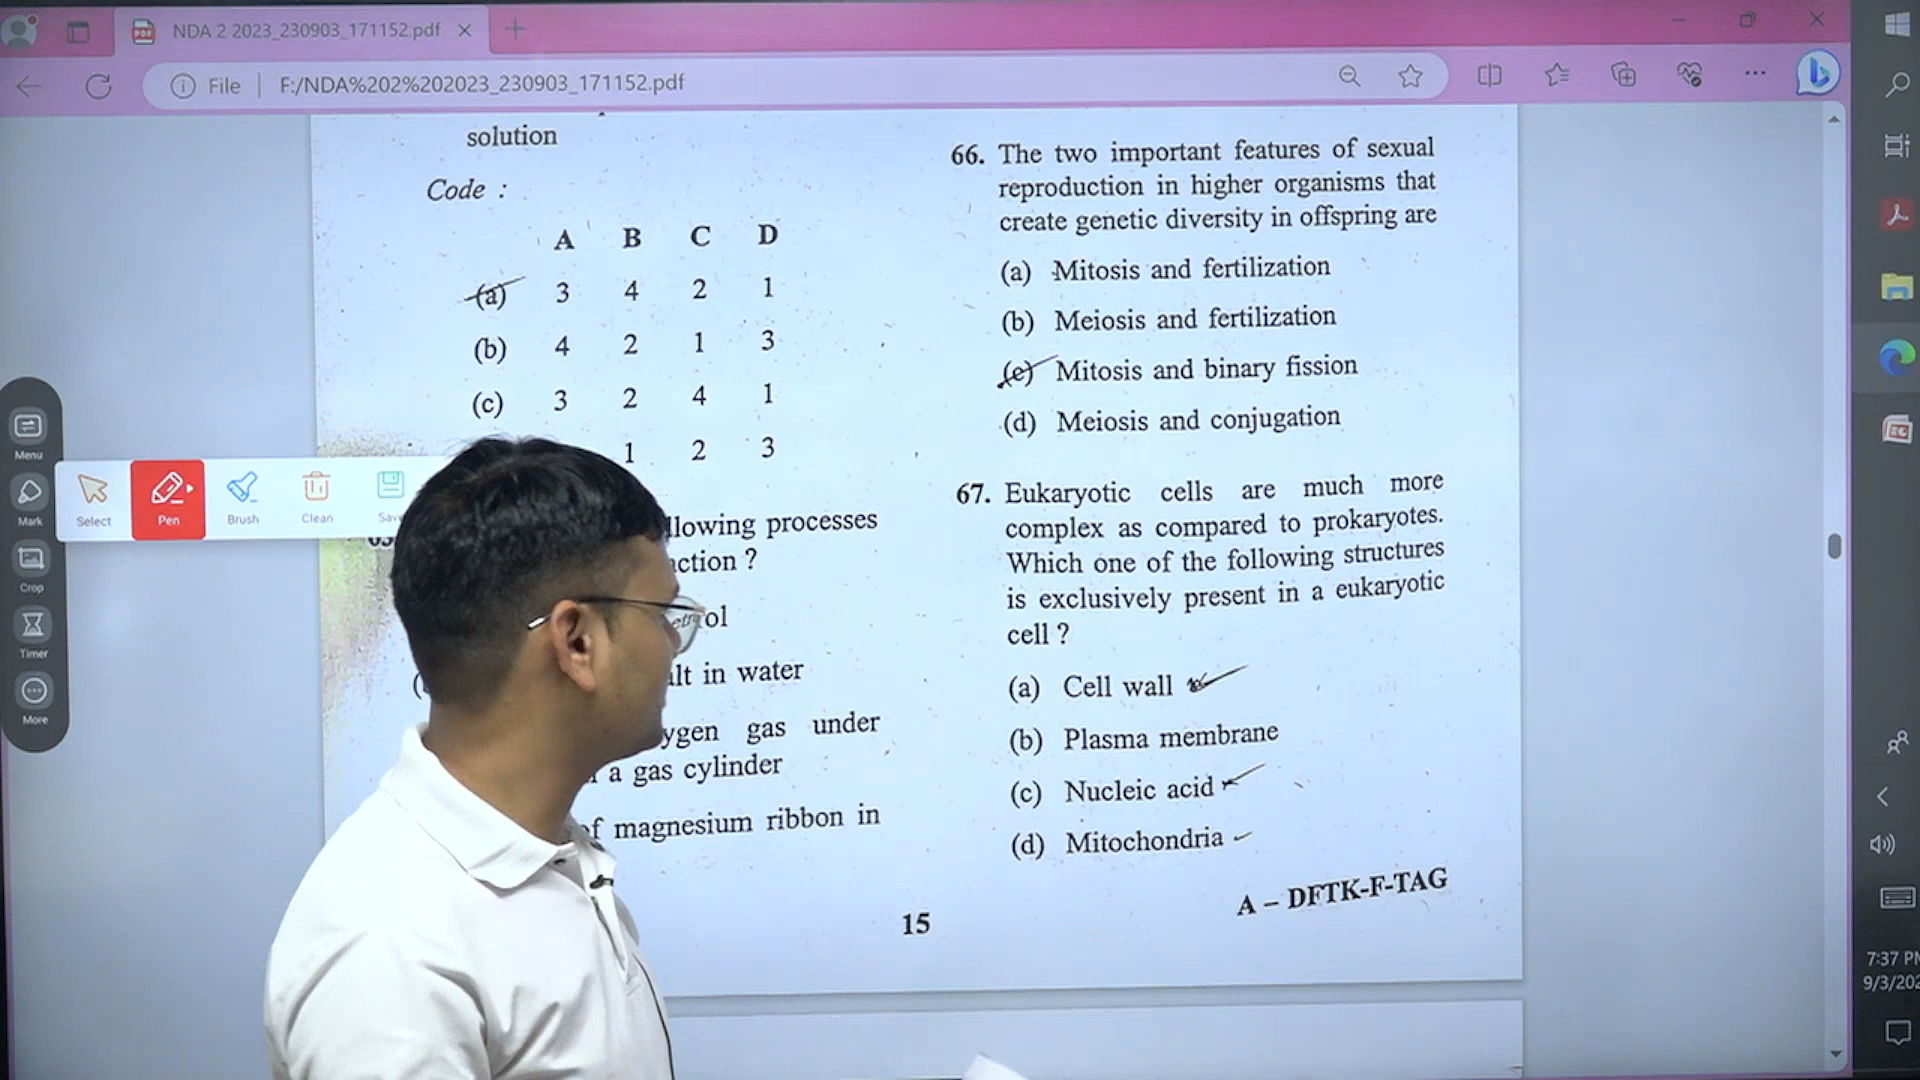 NDA 2 2023_230903_171152.pdf
File
F:/NDA%202%202023_230903_171152.pdf
solution
Code :
A B C D
(a) 3 4 2 1
(b) 4 2 1 3
(c) 3 2 4 1
1 2 3
llowing processes
ction ?
ol
lt in water
ygen gas under
a gas cylinder
of magnesium ribbon in
66. The two important features of sexual
reproduction in higher organisms that
create genetic diversity in offspring are
(a) Mitosis and fertilization
(b) Meiosis and fertilization
(c) Mitosis and binary fission
(d) Meiosis and conjugation
67. Eukaryotic cells are much more
complex as compared to prokaryotes.
Which one of the following structures
is exclusively present in a eukaryotic
cell ?
(a) Cell wall
(b) Plasma membrane
(c) Nucleic acid
(d) Mitochondria
A – DFTK-F-TAG
15
Menu
Mark
Crop
Timer
More
Select
Pen
Brush
Clean
Save
7:37 PM
9/3/202